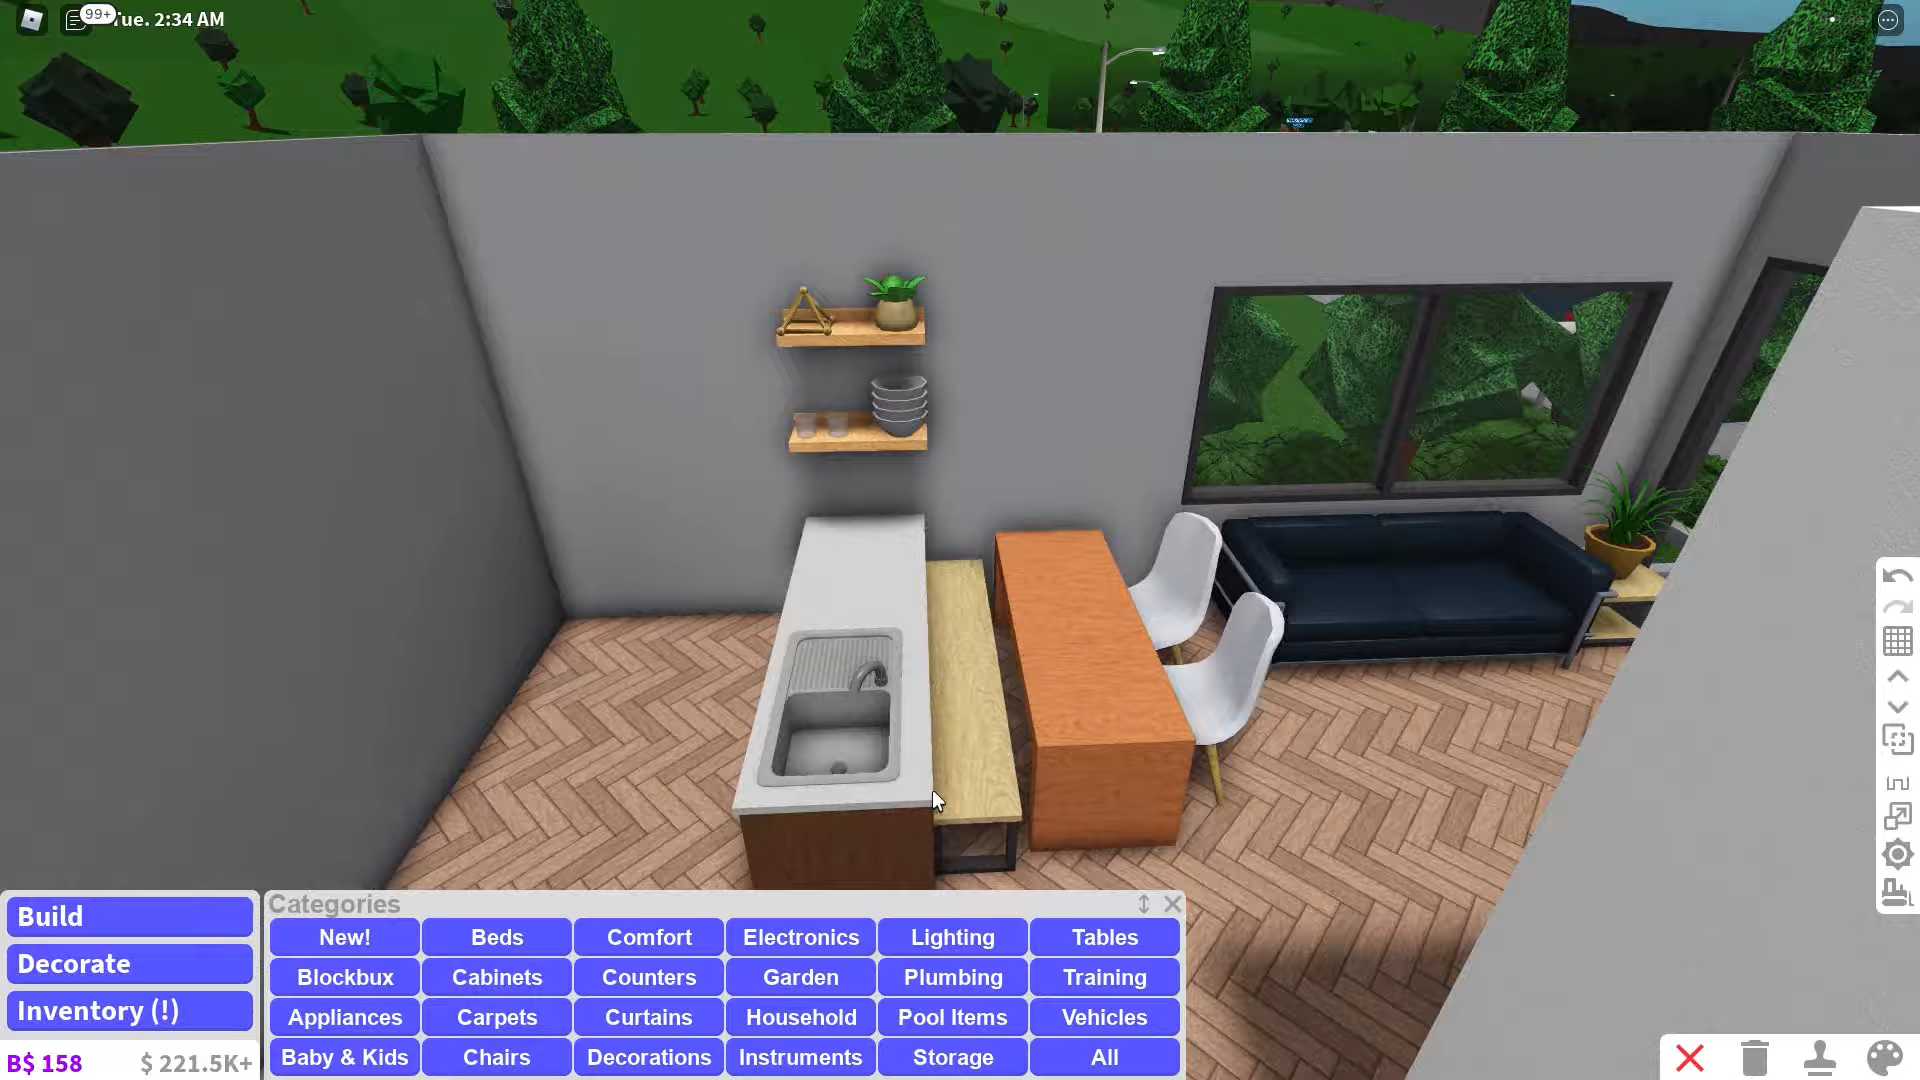 99+
Tue. 2:34 AM
Build
Decorate
Inventory (!)
B$ 158
$ 221.5K+
Categories
New!
Beds
Comfort
Electronics
Lighting
Tables
Blockbux
Cabinets
Counters
Garden
Plumbing
Training
Appliances
Carpets
Curtains
Household
Pool Items
Vehicles
Baby & Kids
Chairs
Decorations
Instruments
Storage
All